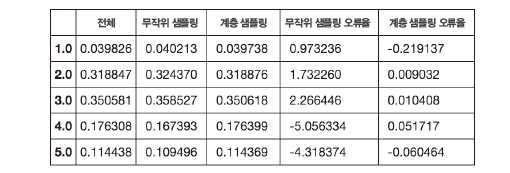 전체 무작위 샘플링 계층 샘플링 무작위 샘플링 오류율 계층 샘플링 오류율
1.0 0.039826 0.040213 0.039738 0.973236 -0.219137
2.0 0.318847 0.324370 0.318876 1.732260 0.009032
3.0 0.350581 0.358527 0.350618 2.266446 0.010408
4.0 0.176308 0.167393 0.176399 -5.056334 0.051717
5.0 0.114438 0.109496 0.114369 -4.318374 -0.060464